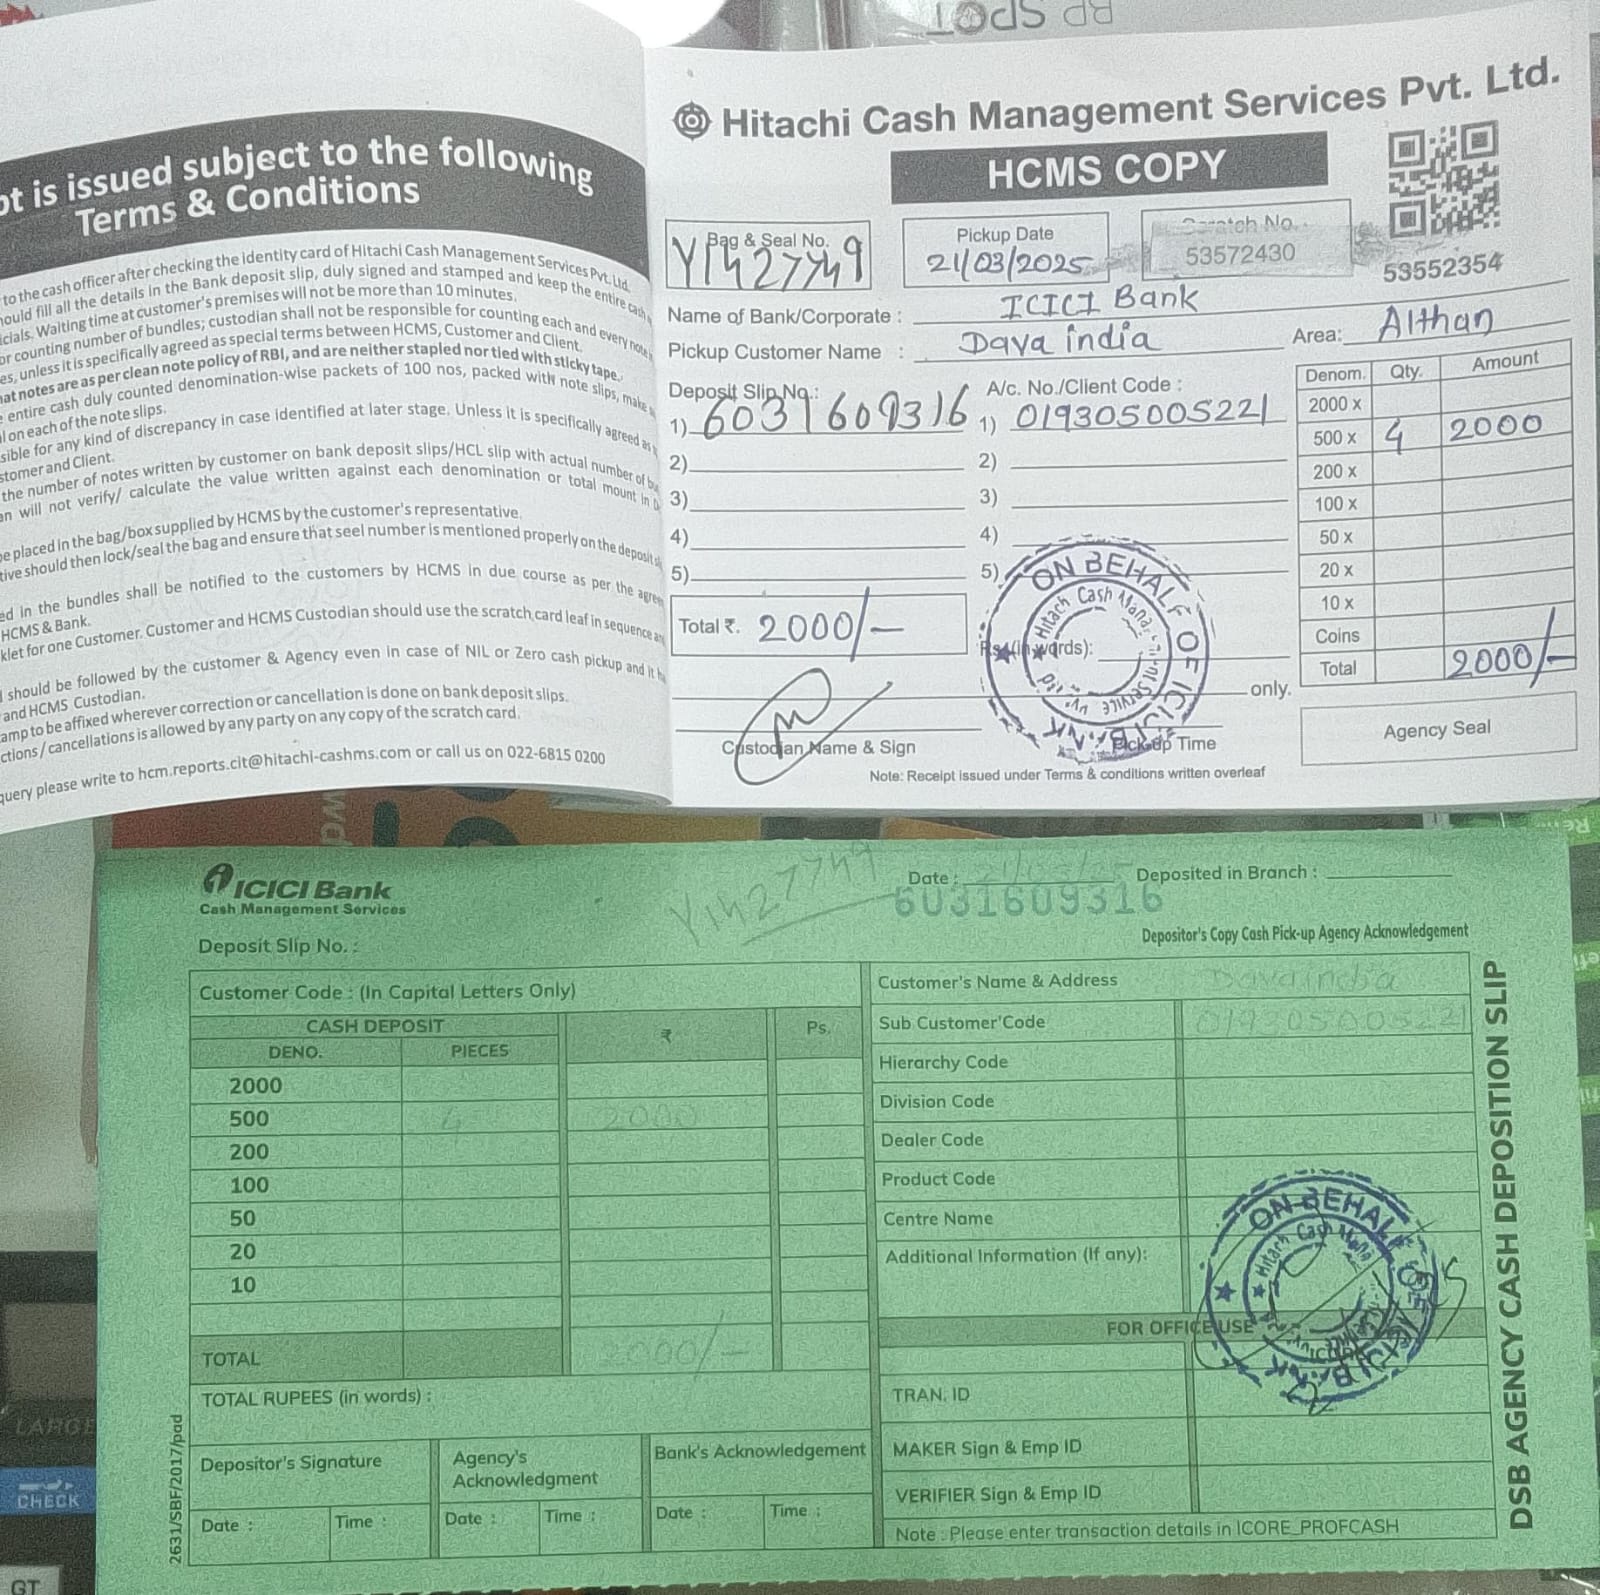 RP SPOT
ot is issued subject to the following
Terms & Conditions
to the cash officer after checking the identity card of Hitachi Cash Management Services Pvt. Ltd.
ould fill all the details in the Bank deposit slip, duly signed and stamped and keep the entire cash
icials. Waiting time at customer's premises will not be more than 10 minutes.
or counting number of bundles; custodian shall not be responsible for counting each and every note
es, unless it is specifically agreed as special terms between HCMS, Customer and Client.
at notes are as per clean note policy of RBI, and are neither stapled nor tied with sticky tape.
entire cash duly counted denomination-wise packets of 100 nos, packed with note slips, make
l on each of the note slips.
sible for any kind of discrepancy in case identified at later stage. Unless it is specifically agreed as
stomer and Client.
the number of notes written by customer on bank deposit slips/HCL slip with actual number of
an will not verify/ calculate the value written against each denomination or total mount in
be placed in the bag/box supplied by HCMS by the customer's representative.
tive should then lock/seal the bag and ensure that seel number is mentioned properly on the deposit
ed in the bundles shall be notified to the customers by HCMS in due course as per the
HCMS & Bank.
klet for one Customer. Customer and HCMS Custodian should use the scratch card leaf in sequence
should be followed by the customer & Agency even in case of NIL or Zero cash pickup and it
and HCMS Custodian.
amp to be affixed wherever correction or cancellation is done on bank deposit slips.
ctions / cancellations is allowed by any party on any copy of the scratch card.
query please write to hcm.reports.cit@hitachi-cashms.com or call us on 022-6815 0200
Hitachi Cash Management Services Pvt. Ltd.
HCMS COPY
Bag & Seal No. Y1427749
Pickup Date 21/03/2025
Scratch No. 53572430
53552354
Name of Bank/Corporate : ICICI Bank
Pickup Customer Name : Dava india Area: Althan
Deposit Slip No.: A/c. No./Client Code :
1) 6031609316 1) 019305005221
2) 2)
3) 3)
4) 4)
5) 5)
Total ₹. 2000/-
Rs. (In words):
only.
Custodian Name & Sign Pick-up Time
Note: Receipt issued under Terms & conditions written overleaf
Denom. Qty. Amount
2000 x
500 x 4 2000
200 x
100 x
50 x
20 x
10 x
Coins
Total 2000/-
Agency Seal
ON BEHALF OF ICICI BANK
ICICI Bank
Cash Management Services
Y1427749
Date : 21/03/25 Deposited in Branch :
6031609316
Depositor's Copy Cash Pick-up Agency Acknowledgement
Deposit Slip No. :
Customer Code : (In Capital Letters Only)
CASH DEPOSIT ₹ Ps.
DENO. PIECES
2000
500 4 2000
200
100
50
20
10
TOTAL 2000/-
TOTAL RUPEES (in words) :
Depositor's Signature
Agency's Acknowledgment
Bank's Acknowledgement
Date : Time :
Date : Time :
Date : Time :
Customer's Name & Address Davaindia
Sub Customer'Code 019305005221
Hierarchy Code
Division Code
Dealer Code
Product Code
Centre Name
Additional Information (If any):
FOR OFFICE USE
TRAN. ID
MAKER Sign & Emp ID
VERIFIER Sign & Emp ID
Note : Please enter transaction details in ICORE_PROFCASH
ON BEHALF
DSB AGENCY CASH DEPOSITION SLIP
2631/SBF/2017/pad
LARGE
CHECK
GT